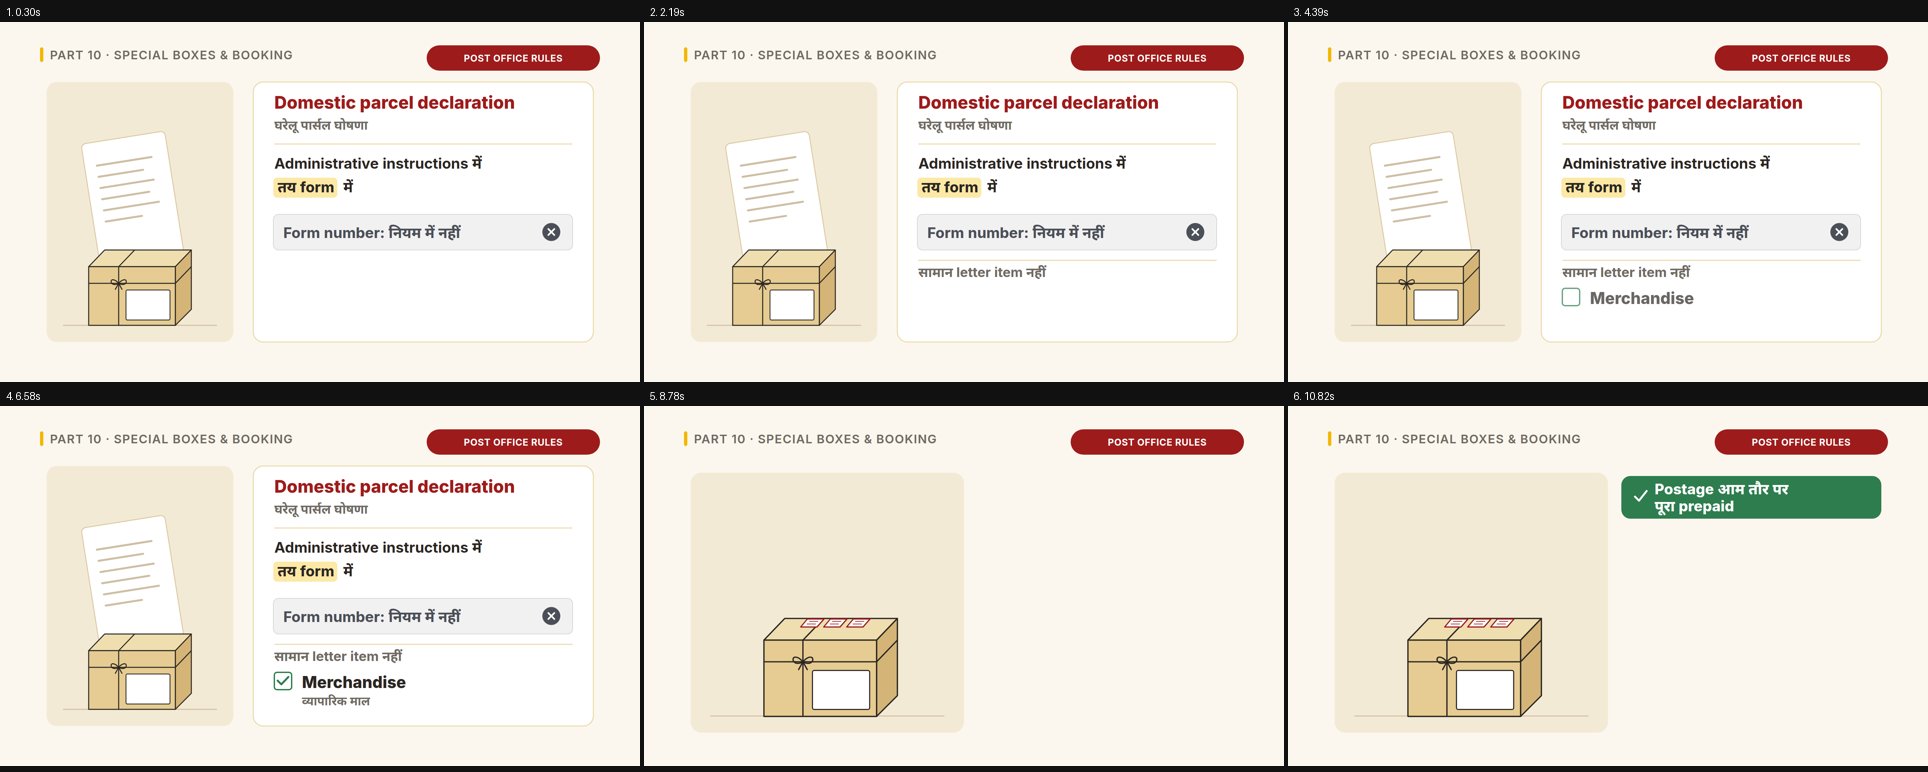 1. 0.30s
PART 10 · SPECIAL BOXES & BOOKING
POST OFFICE RULES
Domestic parcel declaration
घरेलू पार्सल घोषणा
Administrative instructions में
तय form में
Form number: नियम में नहीं
2. 2.19s
PART 10 · SPECIAL BOXES & BOOKING
POST OFFICE RULES
Domestic parcel declaration
घरेलू पार्सल घोषणा
Administrative instructions में
तय form में
Form number: नियम में नहीं
सामान letter item नहीं
3. 4.39s
PART 10 · SPECIAL BOXES & BOOKING
POST OFFICE RULES
Domestic parcel declaration
घरेलू पार्सल घोषणा
Administrative instructions में
तय form में
Form number: नियम में नहीं
सामान letter item नहीं
Merchandise
4. 6.58s
PART 10 · SPECIAL BOXES & BOOKING
POST OFFICE RULES
Domestic parcel declaration
घरेलू पार्सल घोषणा
Administrative instructions में
तय form में
Form number: नियम में नहीं
सामान letter item नहीं
Merchandise
व्यापारिक माल
5. 8.78s
PART 10 · SPECIAL BOXES & BOOKING
POST OFFICE RULES
6. 10.82s
PART 10 · SPECIAL BOXES & BOOKING
POST OFFICE RULES
Postage आम तौर पर
पूरा prepaid